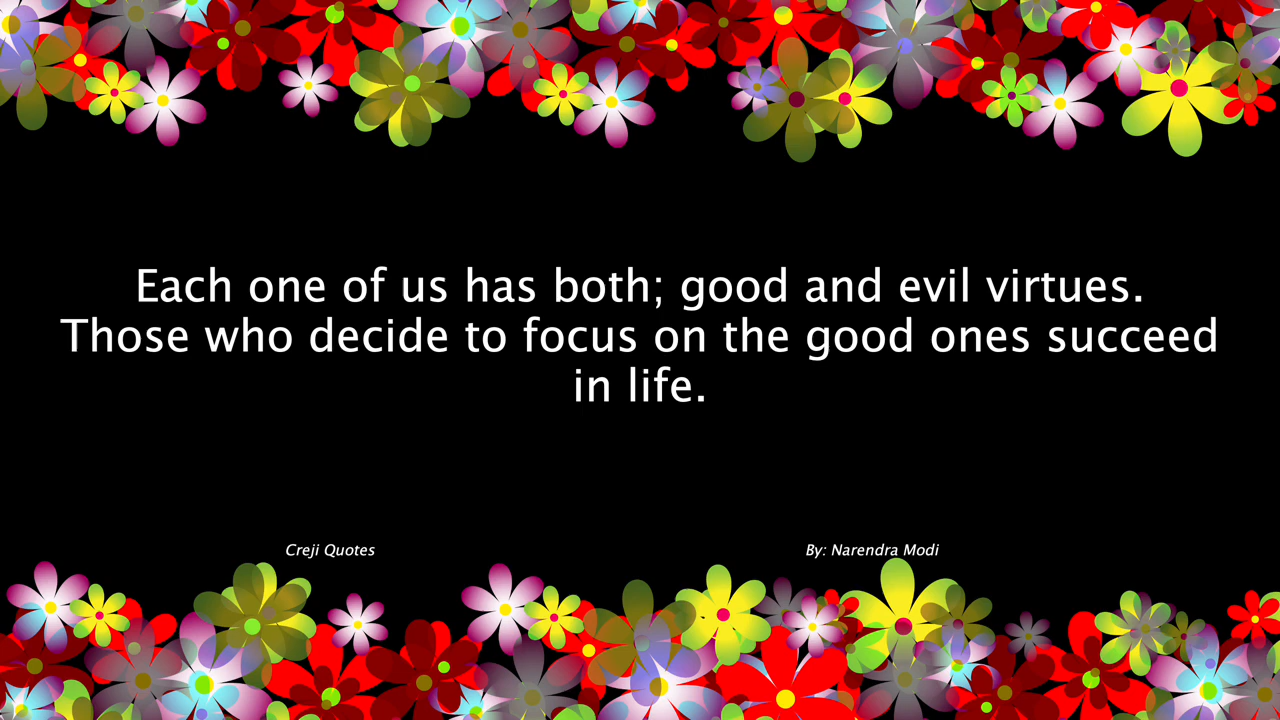 Each one of us has both; good and evil virtues.
Those who decide to focus on the good ones succeed
in life.
Creji Quotes
By: Narendra Modi